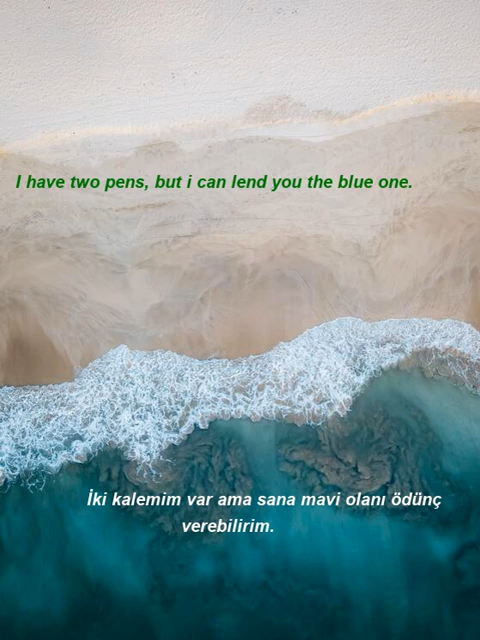 I have two pens, but i can lend you the blue one.
İki kalemim var ama sana mavi olanı ödünç
verebilirim.